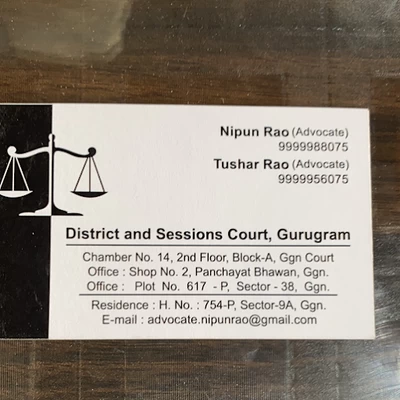 Nipun Rao (Advocate)
9999988075
Tushar Rao (Advocate)
9999956075
District and Sessions Court, Gurugram
Chamber No. 14, 2nd Floor, Block-A, Ggn Court
Office : Shop No. 2, Panchayat Bhawan, Ggn.
Office : Plot No. 617 - P, Sector - 38, Ggn.
Residence : H. No. : 754-P, Sector-9A, Ggn.
E-mail : advocate.nipunrao@gmail.com